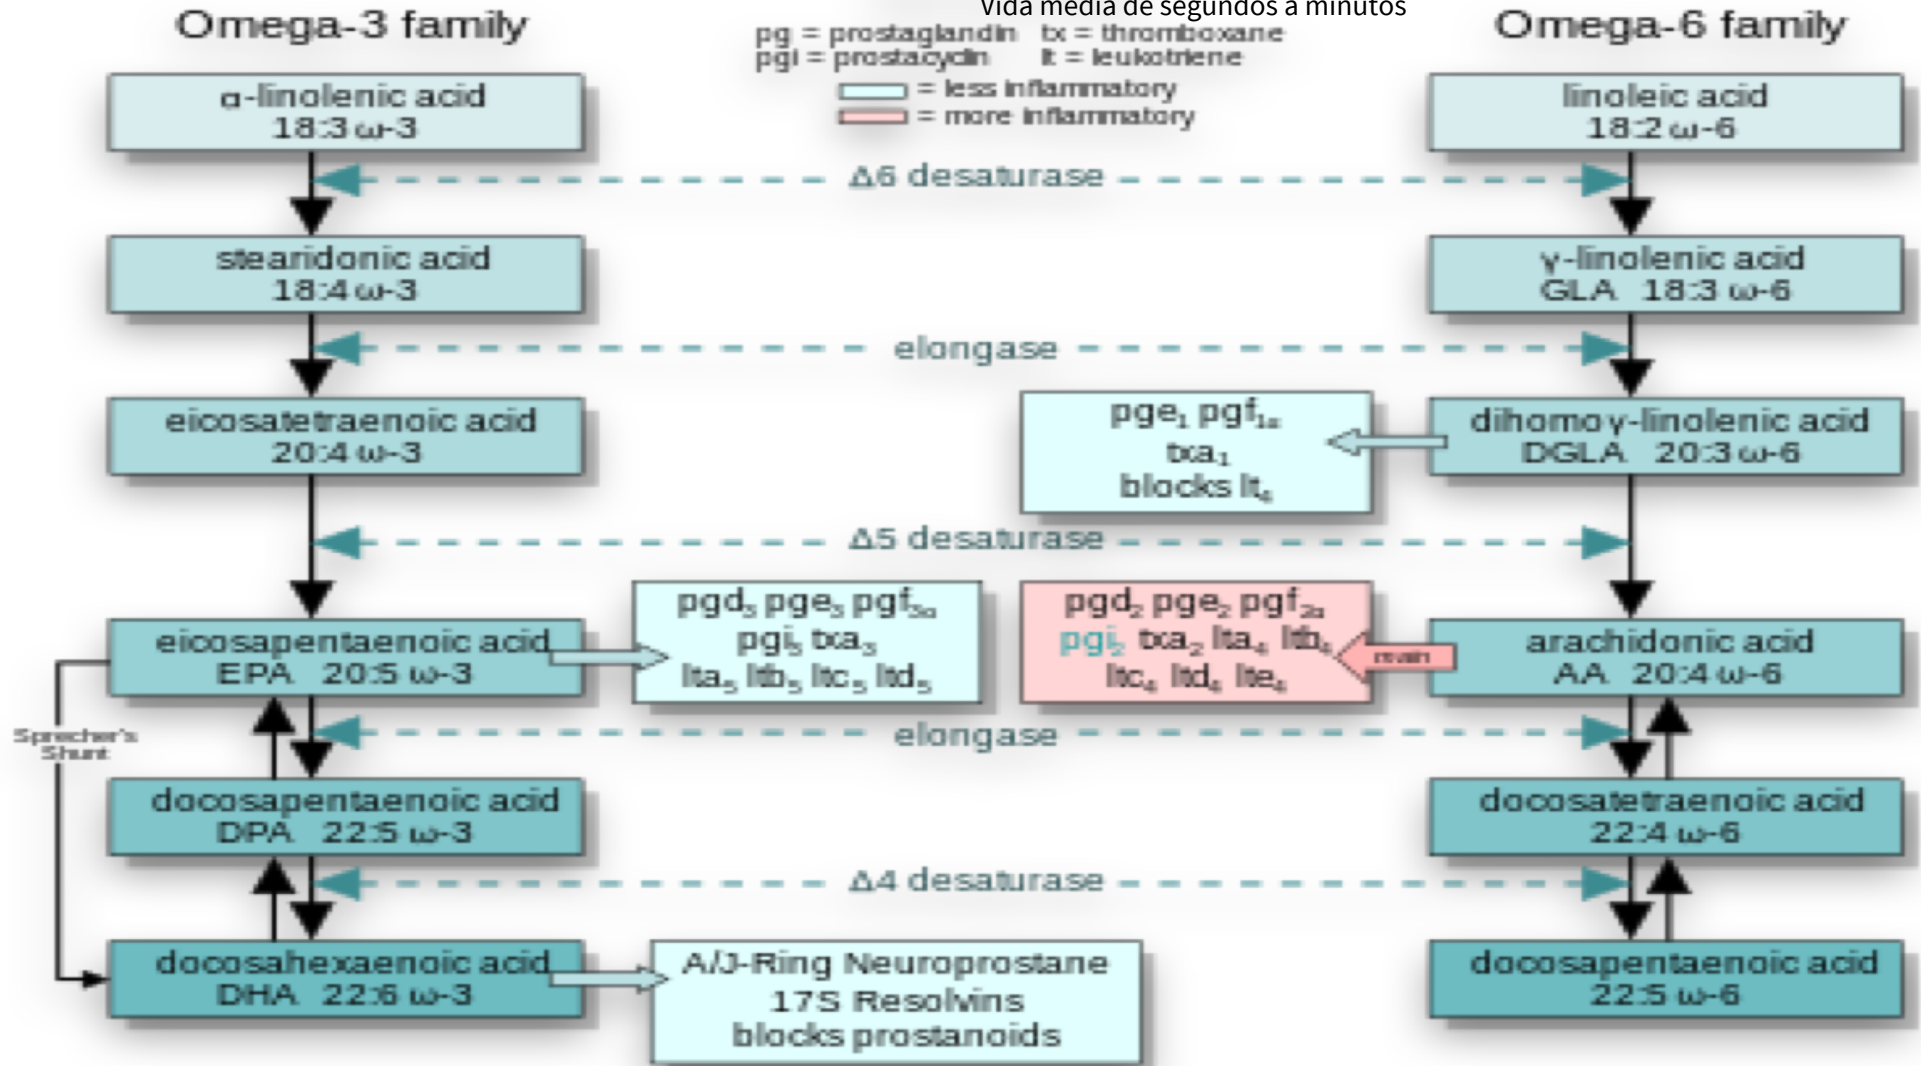 Vida media de segundos a minutos
Omega-3 family
pg = prostaglandin tx = thromboxane
pgi = prostacyclin lt = leukotriene
= less inflammatory
= more inflammatory
Omega-6 family
α-linolenic acid
18:3 ω-3
linoleic acid
18:2 ω-6
Δ6 desaturase
stearidonic acid
18:4 ω-3
γ-linolenic acid
GLA 18:3 ω-6
elongase
eicosatetraenoic acid
20:4 ω-3
pge₁ pgf₁α
txa₁
blocks lt₄
dihomoγ-linolenic acid
DGLA 20:3 ω-6
Δ5 desaturase
eicosapentaenoic acid
EPA 20:5 ω-3
pgd₃ pge₃ pgf₃α
txa₃
lta₅ ltb₅ ltc₅ ltd₅
pgd₂ pge₂ pgf₂α
pgi₂ txa₂ lta₄ ltb₄
ltc₄ ltd₄ lte₄
main
arachidonic acid
AA 20:4 ω-6
Sprecher's
Shunt
elongase
docosapentaenoic acid
DPA 22:5 ω-3
docosatetraenoic acid
22:4 ω-6
Δ4 desaturase
docosahexaenoic acid
DHA 22:6 ω-3
A/J-Ring Neuroprostane
17S Resolvins
blocks prostanoids
docosapentaenoic acid
22:5 ω-6